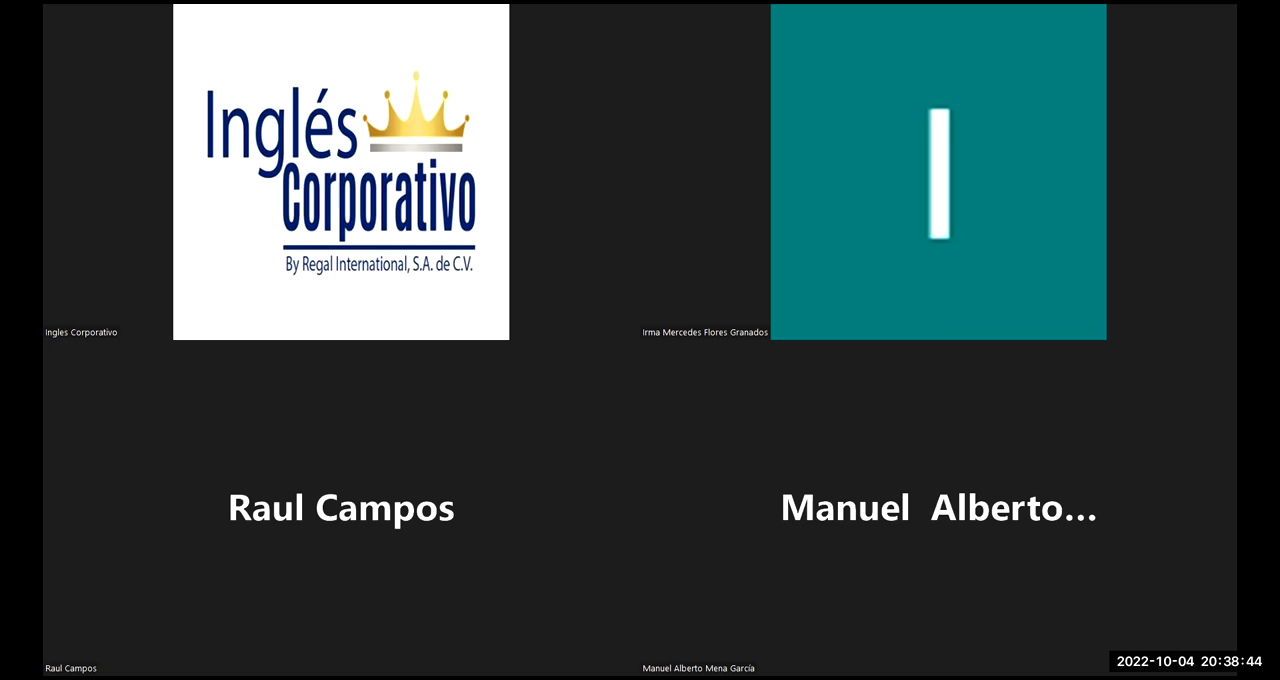 Inglés
Corporativo
By Regal International, S.A. de C.V.
Ingles Corporativo
I
Irma Mercedes Flores Granados
Raul Campos
Raul Campos
Manuel Alberto...
Manuel Alberto Mena García
2022-10-04 20:38:44